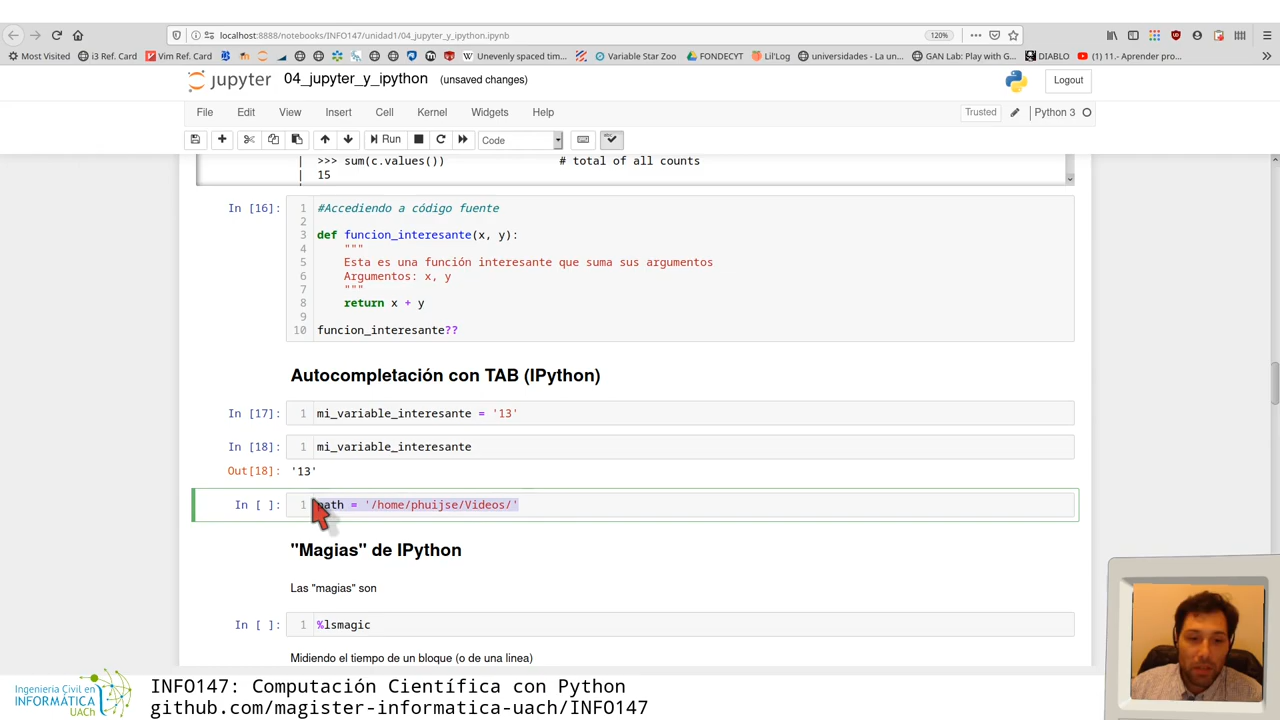 localhost:8888/notebooks/INFO147/unidad1/04_jupyter_y_ipython.ipynb
120%
Most Visited i3 Ref. Card Vim Ref. Card Unevenly spaced tim... Variable Star Zoo FONDECYT Lil'Log universidades - La un... GAN Lab: Play with G... DIABLO (1) 11.- Aprender pro...
jupyter 04_jupyter_y_ipython (unsaved changes)
Logout
File Edit View Insert Cell Kernel Widgets Help
Trusted Python 3
Run Code
| >>> sum(c.values()) # total of all counts
| 15
In [16]: 1 #Accediendo a código fuente
2
3 def funcion_interesante(x, y):
4 """
5 Esta es una función interesante que suma sus argumentos
6 Argumentos: x, y
7 """
8 return x + y
9
10 funcion_interesante??
Autocompletación con TAB (IPython)
In [17]: 1 mi_variable_interesante = '13'
In [18]: 1 mi_variable_interesante
Out[18]: '13'
In [ ]: 1 path = '/home/phuijse/Videos/'
"Magias" de IPython
Las "magias" son
In [ ]: 1 %lsmagic
Midiendo el tiempo de un bloque (o de una linea)
Ingeniería Civil en
INFORMÁTICA
UACh
INFO147: Computación Científica con Python
github.com/magister-informatica-uach/INFO147